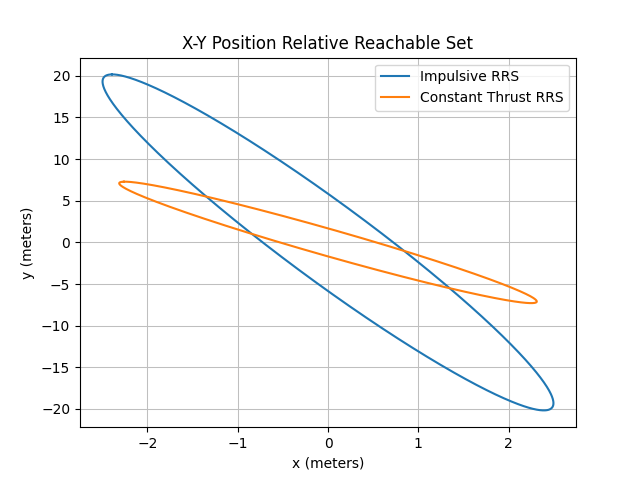 X-Y Position Relative Reachable Set
Impulsive RRS
Constant Thrust RRS
20
15
10
5
0
−5
−10
−15
−20
y (meters)
−2
−1
0
1
2
x (meters)